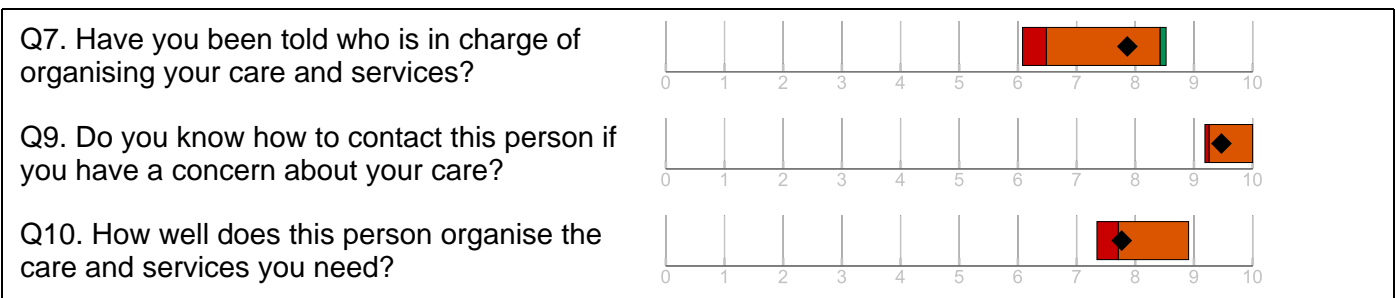 Q7. Have you been told who is in charge of
organising your care and services?
0 1 2 3 4 5 6 7 8 9 10
Q9. Do you know how to contact this person if
you have a concern about your care?
0 1 2 3 4 5 6 7 8 9 10
Q10. How well does this person organise the
care and services you need?
0 1 2 3 4 5 6 7 8 9 10